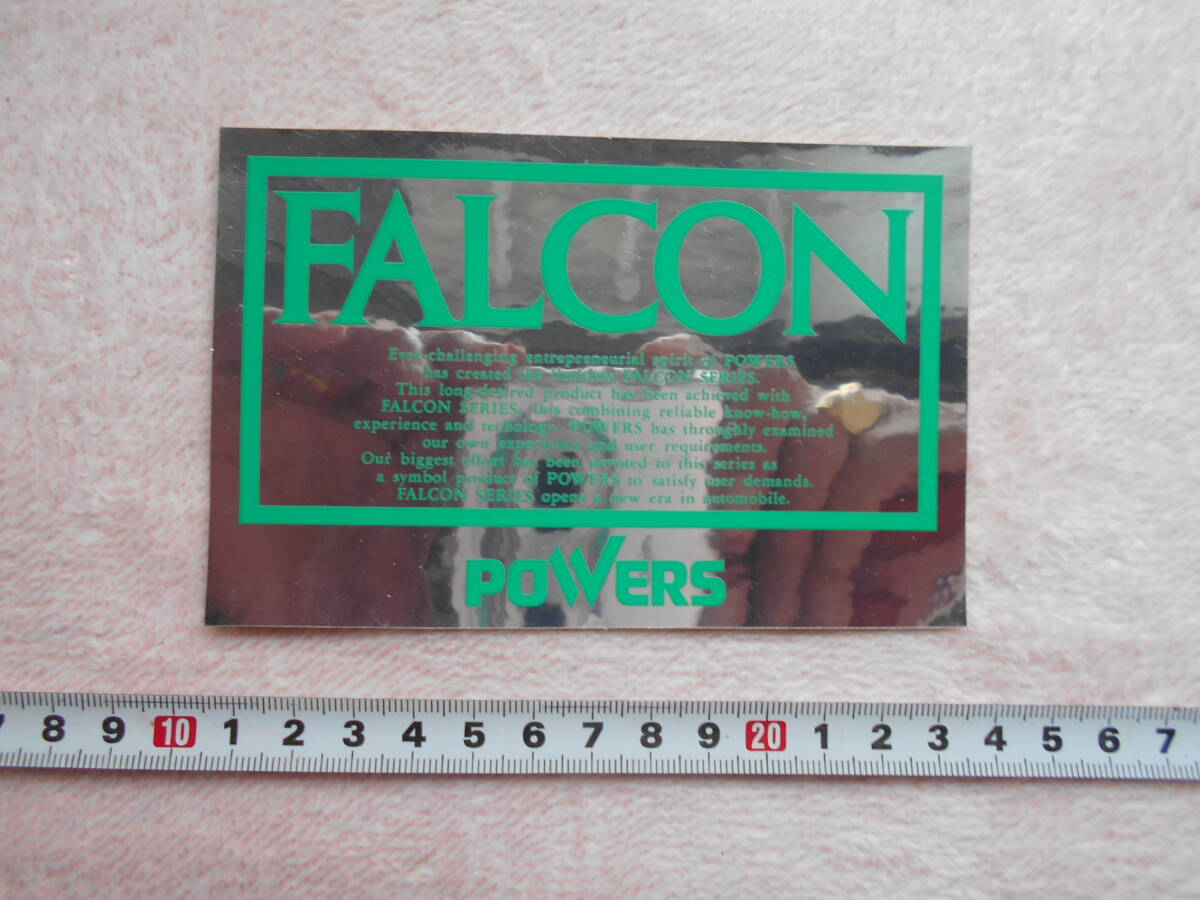 FALCON
Ever-challenging entrepreneurial spirit of POWERS
has created the FALCON SERIES.
This long-desired product has been achieved with
FALCON SERIES, this combining reliable know-how,
experience and technology. POWERS has throughly examined
our own experience and user requirements.
Our biggest effort has been devoted to this series as
a symbol product of POWERS to satisfy user demands.
FALCON SERIES opens a new era in automobile.
POWERS
7 8 9 10 1 2 3 4 5 6 7 8 9 20 1 2 3 4 5 6 7